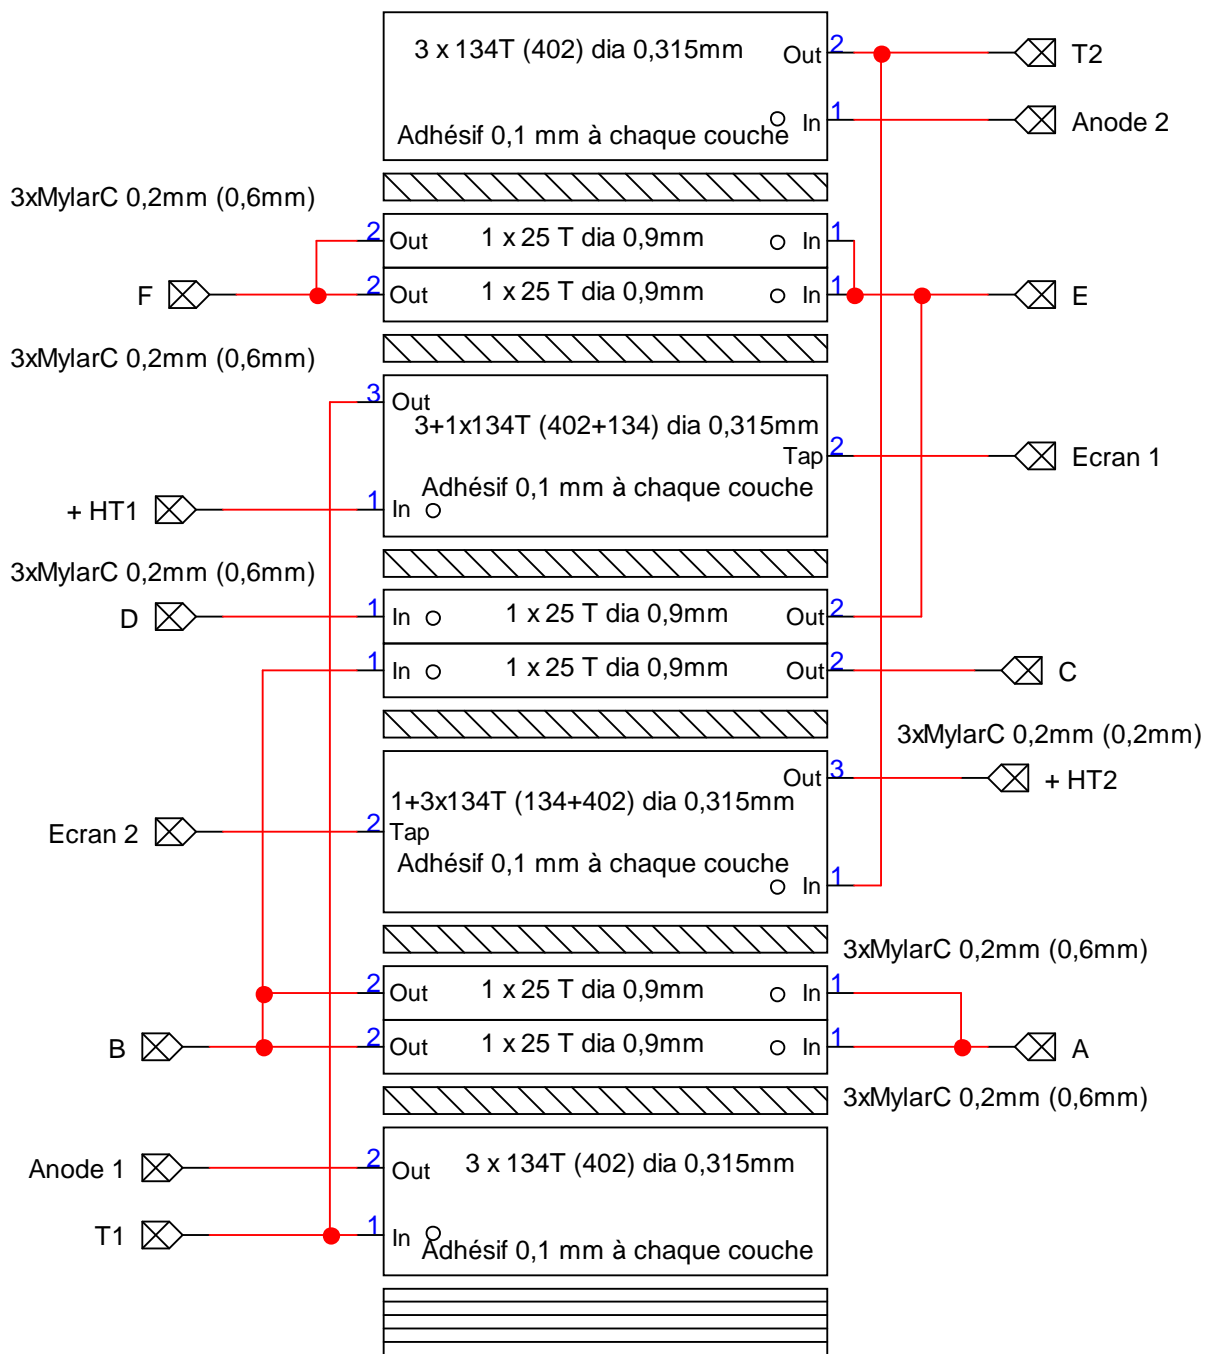 3 x 134T (402) dia 0,315mm
Out 2 T2
In 1 Anode 2
Adhésif 0,1 mm à chaque couche
3xMylarC 0,2mm (0,6mm)
2 Out 1 x 25 T dia 0,9mm In 1
F 2 Out 1 x 25 T dia 0,9mm In 1 E
3xMylarC 0,2mm (0,6mm)
3 Out
3+1x134T (402+134) dia 0,315mm
Tap 2 Ecran 1
Adhésif 0,1 mm à chaque couche
+ HT1 1 In
3xMylarC 0,2mm (0,6mm)
D 1 In 1 x 25 T dia 0,9mm Out 2
1 In 1 x 25 T dia 0,9mm Out 2 C
3xMylarC 0,2mm (0,2mm)
Out 3 + HT2
1+3x134T (134+402) dia 0,315mm
Ecran 2 2 Tap
Adhésif 0,1 mm à chaque couche
In 1
3xMylarC 0,2mm (0,6mm)
2 Out 1 x 25 T dia 0,9mm In 1
B 2 Out 1 x 25 T dia 0,9mm In 1 A
3xMylarC 0,2mm (0,6mm)
Anode 1 2 Out 3 x 134T (402) dia 0,315mm
T1 1 In
Adhésif 0,1 mm à chaque couche